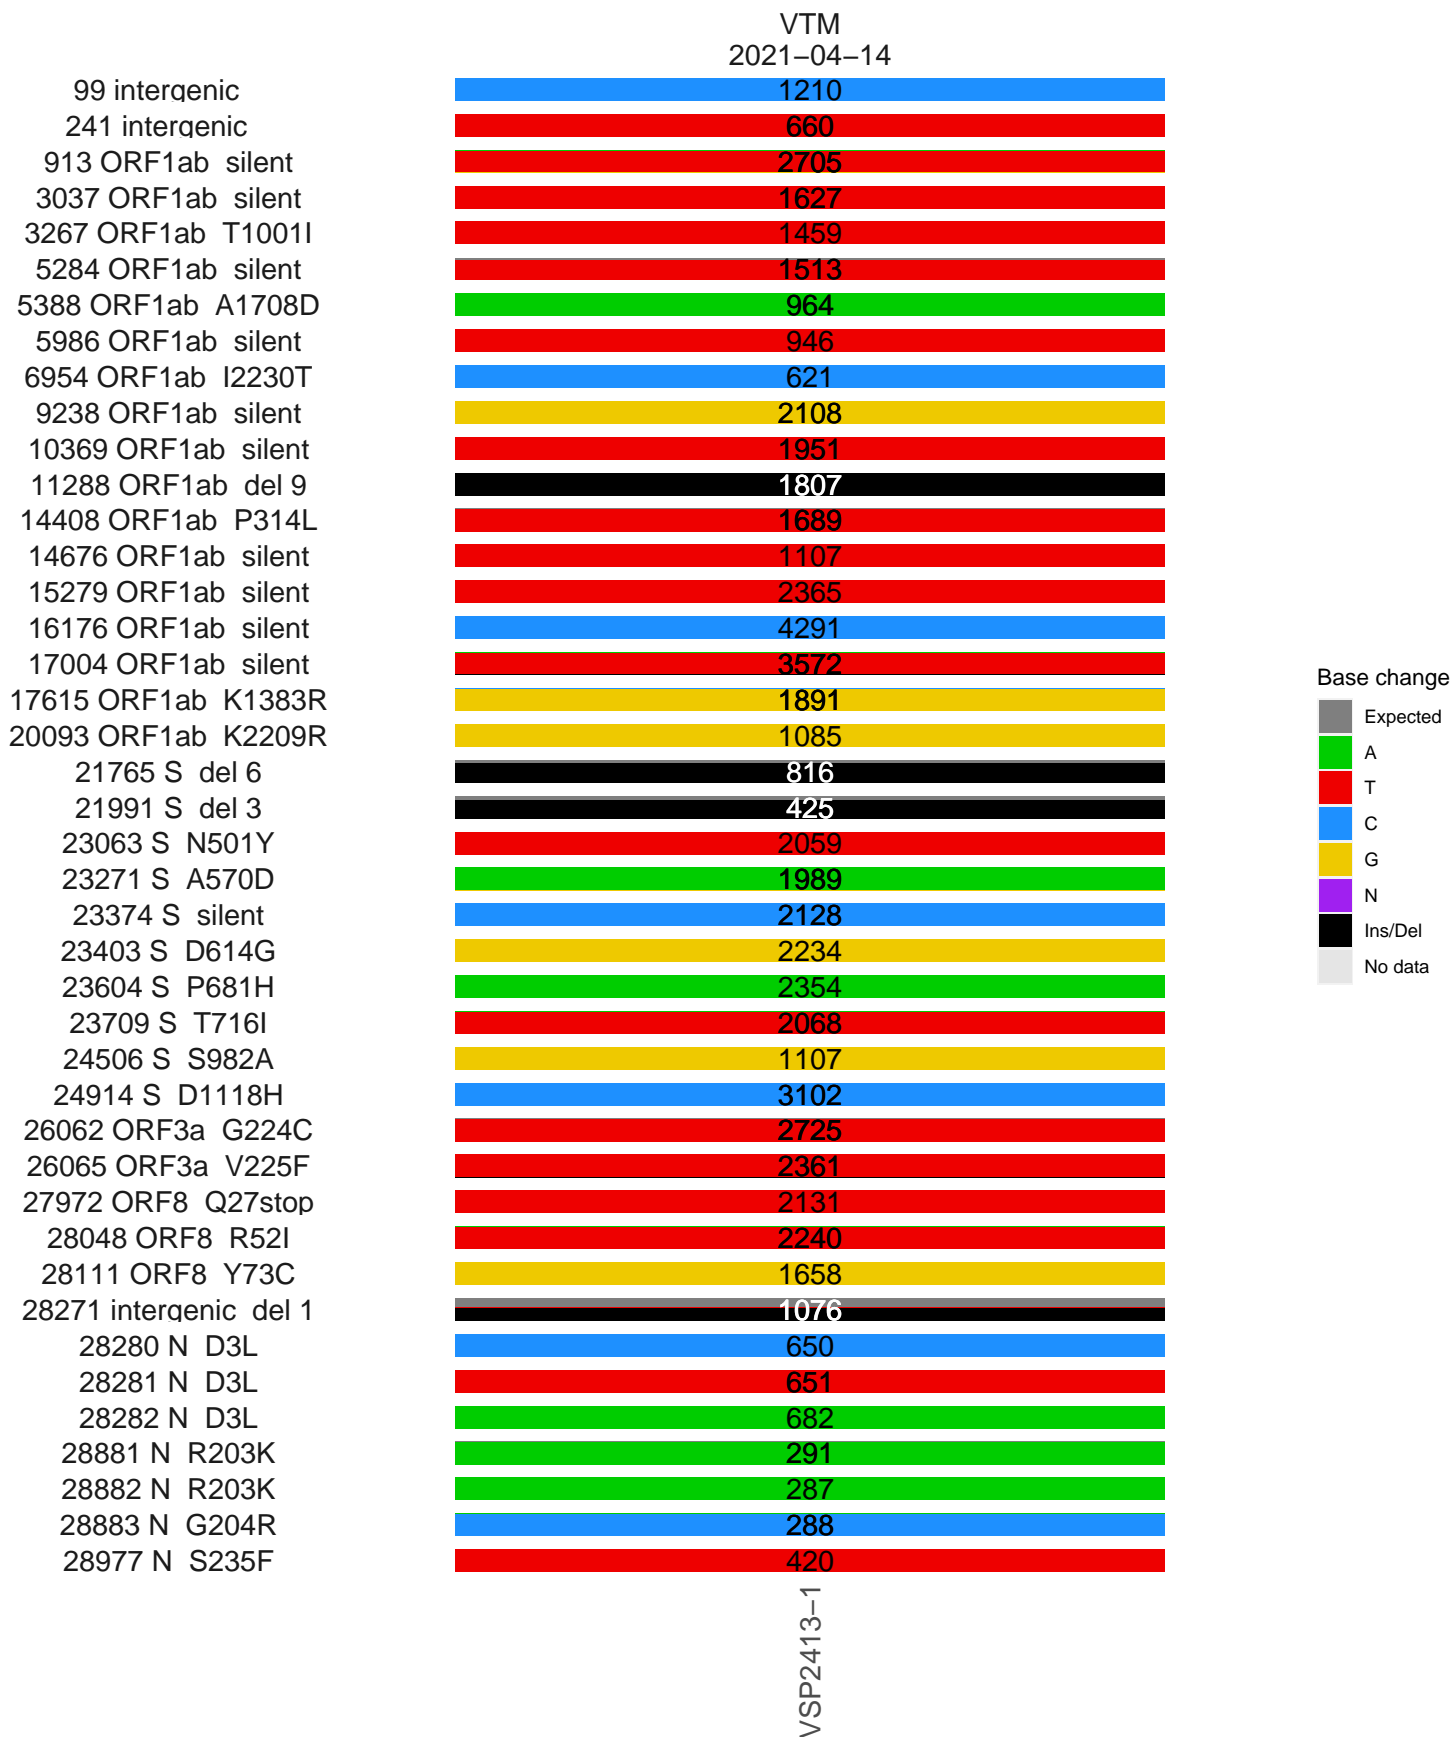 VTM
2021−04−14
99 intergenic 1210
241 intergenic 660
913 ORF1ab silent 2705
3037 ORF1ab silent 1627
3267 ORF1ab T1001I 1459
5284 ORF1ab silent 1513
5388 ORF1ab A1708D 964
5986 ORF1ab silent 946
6954 ORF1ab I2230T 621
9238 ORF1ab silent 2108
10369 ORF1ab silent 1951
11288 ORF1ab del 9 1807
14408 ORF1ab P314L 1689
14676 ORF1ab silent 1107
15279 ORF1ab silent 2365
16176 ORF1ab silent 4291
17004 ORF1ab silent 3572
17615 ORF1ab K1383R 1891
20093 ORF1ab K2209R 1085
21765 S del 6 816
21991 S del 3 425
23063 S N501Y 2059
23271 S A570D 1989
23374 S silent 2128
23403 S D614G 2234
23604 S P681H 2354
23709 S T716I 2068
24506 S S982A 1107
24914 S D1118H 3102
26062 ORF3a G224C 2725
26065 ORF3a V225F 2361
27972 ORF8 Q27stop 2131
28048 ORF8 R52I 2240
28111 ORF8 Y73C 1658
28271 intergenic del 1 1076
28280 N D3L 650
28281 N D3L 651
28282 N D3L 682
28881 N R203K 291
28882 N R203K 287
28883 N G204R 288
28977 N S235F 420
VSP2413−1
Base change
Expected
A
T
C
G
N
Ins/Del
No data